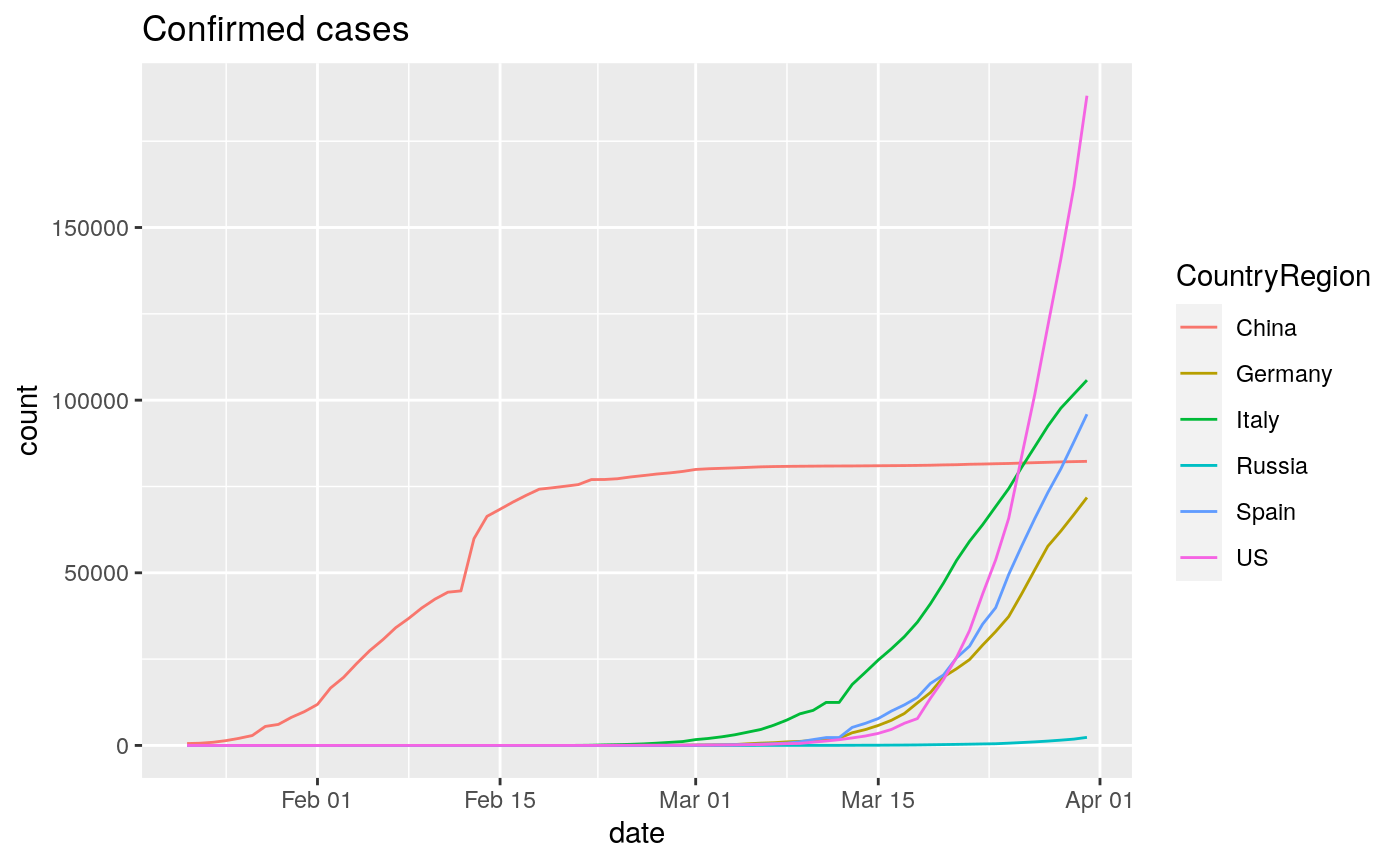 Confirmed cases
150000
100000
50000
0
count
Feb 01
Feb 15
Mar 01
Mar 15
Apr 01
date
CountryRegion
China
Germany
Italy
Russia
Spain
US